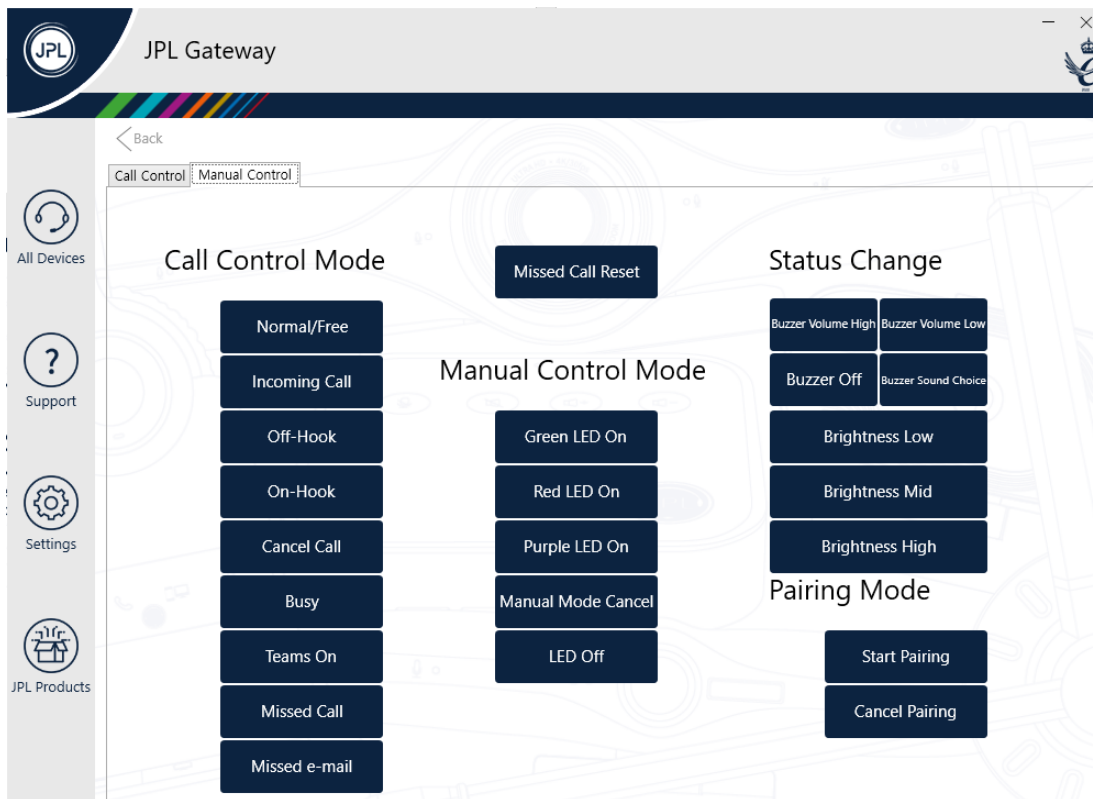 JPL
JPL Gateway
Back
Call Control
Manual Control
All Devices
Support
Settings
JPL Products
Call Control Mode
Normal/Free
Incoming Call
Off-Hook
On-Hook
Cancel Call
Busy
Teams On
Missed Call
Missed e-mail
Missed Call Reset
Manual Control Mode
Green LED On
Red LED On
Purple LED On
Manual Mode Cancel
LED Off
Status Change
Buzzer Volume High
Buzzer Volume Low
Buzzer Off
Buzzer Sound Choice
Brightness Low
Brightness Mid
Brightness High
Pairing Mode
Start Pairing
Cancel Pairing